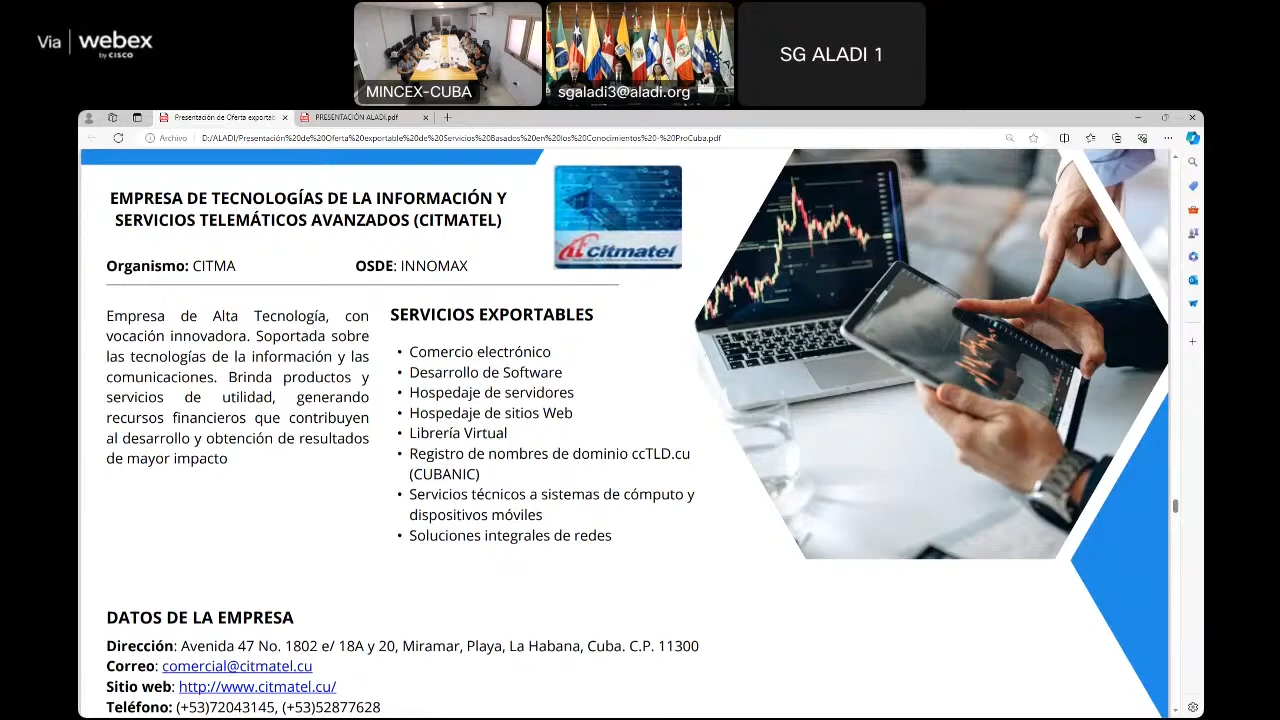 Via webex
by CISCO
MINCEX-CUBA
sgaladi3@aladi.org
SG ALADI 1
Presentación de Oferta exportab
PRESENTACIÓN ALADI.pdf
Archivo
D:/ALADI/Presentación%20de%20Oferta%20exportable%20de%20Servicios%20Basados%20en%20los%20Conocimientos%20-%20ProCuba.pdf
EMPRESA DE TECNOLOGÍAS DE LA INFORMACIÓN Y
SERVICIOS TELEMÁTICOS AVANZADOS (CITMATEL)
citmatel
Organismo: CITMA
OSDE: INNOMAX
Empresa de Alta Tecnología, con
vocación innovadora. Soportada sobre
las tecnologías de la información y las
comunicaciones. Brinda productos y
servicios de utilidad, generando
recursos financieros que contribuyen
al desarrollo y obtención de resultados
de mayor impacto
SERVICIOS EXPORTABLES
• Comercio electrónico
• Desarrollo de Software
• Hospedaje de servidores
• Hospedaje de sitios Web
• Librería Virtual
• Registro de nombres de dominio ccTLD.cu
(CUBANIC)
• Servicios técnicos a sistemas de cómputo y
dispositivos móviles
• Soluciones integrales de redes
DATOS DE LA EMPRESA
Dirección: Avenida 47 No. 1802 e/ 18A y 20, Miramar, Playa, La Habana, Cuba. C.P. 11300
Correo: comercial@citmatel.cu
Sitio web: http://www.citmatel.cu/
Teléfono: (+53)72043145, (+53)52877628